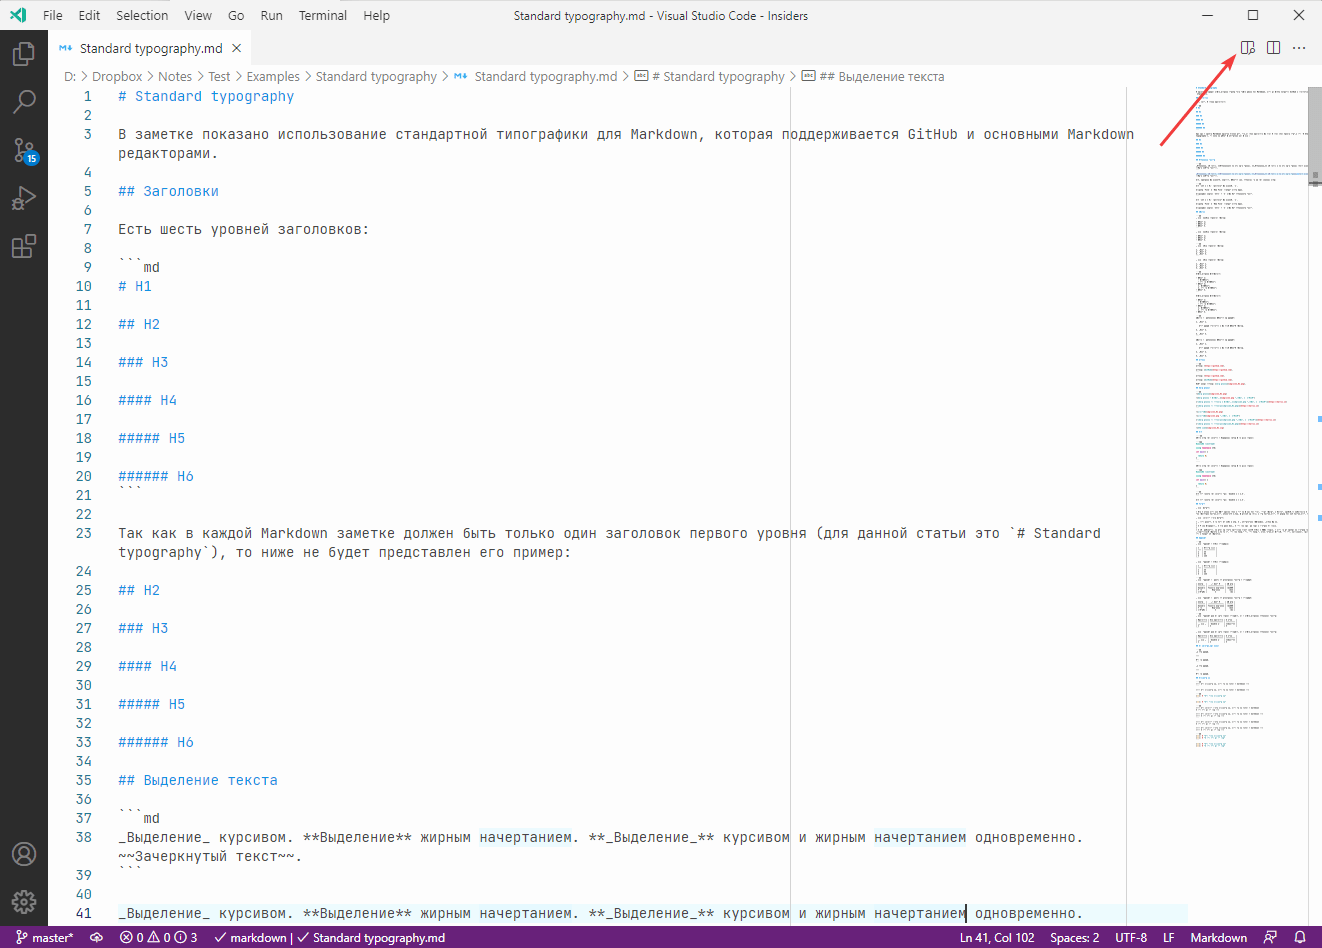 File Edit Selection View Go Run Terminal Help Standard typography.md - Visual Studio Code - Insiders
Standard typography.md
D: > Dropbox > Notes > Test > Examples > Standard typography > Standard typography.md > # Standard typography > ## Выделение текста
1 # Standard typography
2
3 В заметке показано использование стандартной типографики для Markdown, которая поддерживается GitHub и основными Markdown
редакторами.
4
5 ## Заголовки
6
7 Есть шесть уровней заголовков:
8
9 ```md
10 # H1
11
12 ## H2
13
14 ### H3
15
16 #### H4
17
18 ##### H5
19
20 ###### H6
21 ```
22
23 Так как в каждой Markdown заметке должен быть только один заголовок первого уровня (для данной статьи это `# Standard
typography`), то ниже не будет представлен его пример:
24
25 ## H2
26
27 ### H3
28
29 #### H4
30
31 ##### H5
32
33 ###### H6
34
35 ## Выделение текста
36
37 ```md
38 _Выделение_ курсивом. **Выделение** жирным начертанием. **_Выделение_** курсивом и жирным начертанием одновременно.
~~Зачеркнутый текст~~.
39 ```
40
41 _Выделение_ курсивом. **Выделение** жирным начертанием. **_Выделение_** курсивом и жирным начертанием одновременно.
15
master* 0 0 3 markdown | Standard typography.md Ln 41, Col 102 Spaces: 2 UTF-8 LF Markdown